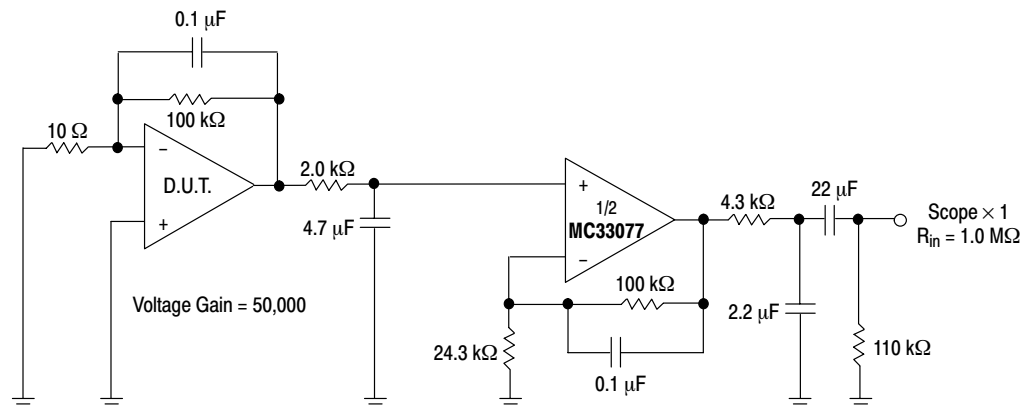 0.1 µF
100 kΩ
10 Ω
D.U.T.
−
+
2.0 kΩ
4.7 µF
Voltage Gain = 50,000
+
1/2
MC33077
−
100 kΩ
24.3 kΩ
0.1 µF
4.3 kΩ
22 µF
Scope × 1
Rin = 1.0 MΩ
2.2 µF
110 kΩ